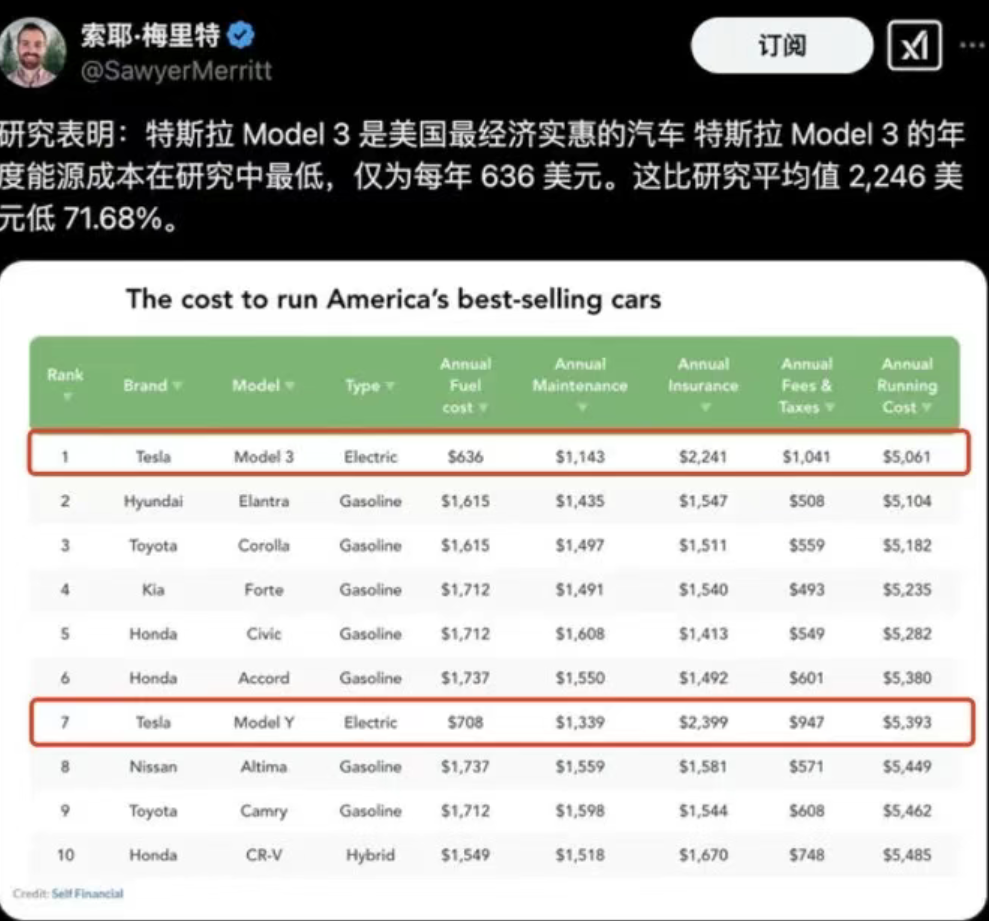 索耶·梅里特
@SawyerMerritt
订阅
研究表明：特斯拉 Model 3 是美国最经济实惠的汽车 特斯拉 Model 3 的年
度能源成本在研究中最低，仅为每年 636 美元。这比研究平均值 2,246 美
元低 71.68%。
The cost to run America's best-selling cars
Rank Brand Model Type Annual Fuel cost Annual Maintenance Annual Insurance Annual Fees & Taxes Annual Running Cost
1 Tesla Model 3 Electric $636 $1,143 $2,241 $1,041 $5,061
2 Hyundai Elantra Gasoline $1,615 $1,435 $1,547 $508 $5,104
3 Toyota Corolla Gasoline $1,615 $1,497 $1,511 $559 $5,182
4 Kia Forte Gasoline $1,712 $1,491 $1,540 $493 $5,235
5 Honda Civic Gasoline $1,712 $1,608 $1,413 $549 $5,282
6 Honda Accord Gasoline $1,737 $1,550 $1,492 $601 $5,380
7 Tesla Model Y Electric $708 $1,339 $2,399 $947 $5,393
8 Nissan Altima Gasoline $1,737 $1,559 $1,581 $571 $5,449
9 Toyota Camry Gasoline $1,712 $1,598 $1,544 $608 $5,462
10 Honda CR-V Hybrid $1,549 $1,518 $1,670 $748 $5,485
Credit: Self Financial